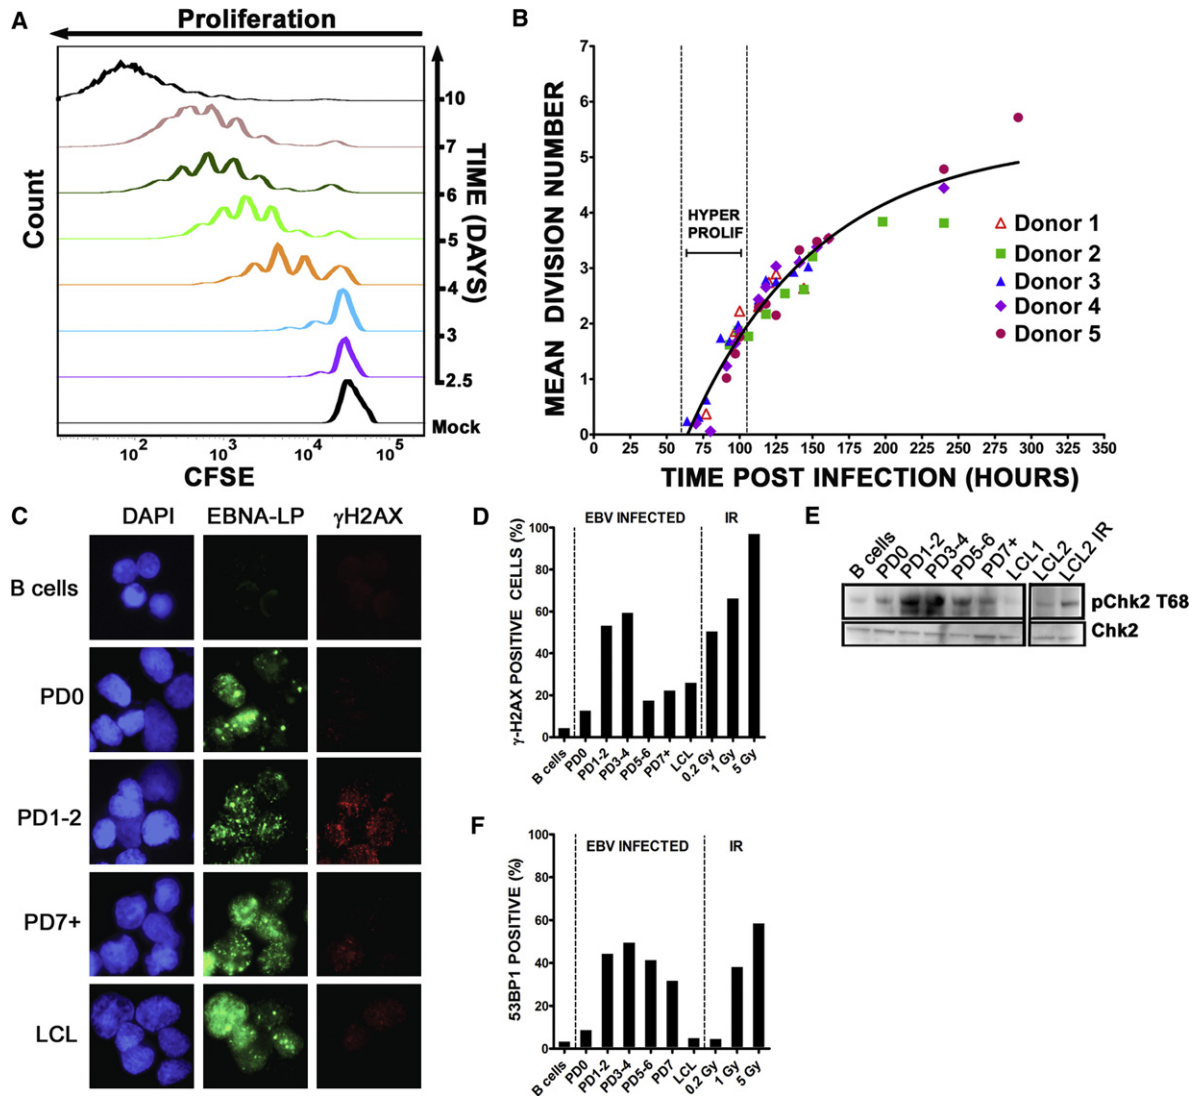 A
Proliferation
Count
10
7
6
5
4
3
2.5
Mock
TIME (DAYS)
10² 10³ 10⁴ 10⁵
CFSE
B
MEAN DIVISION NUMBER
7
6
5
4
3
2
1
0
HYPER
PROLIF
Donor 1
Donor 2
Donor 3
Donor 4
Donor 5
0 25 50 75 100 125 150 175 200 225 250 275 300 325 350
TIME POST INFECTION (HOURS)
C
DAPI EBNA-LP γH2AX
B cells
PD0
PD1-2
PD7+
LCL
D
γ-H2AX POSITIVE CELLS (%)
100
80
60
40
20
0
EBV INFECTED IR
B cells PD0 PD1-2 PD3-4 PD5-6 PD7+ LCL 0.2 Gy 1 Gy 5 Gy
E
B cells PD0 PD1-2 PD3-4 PD5-6 PD7+ LCL1 LCL2 LCL2 IR
pChk2 T68
Chk2
F
53BP1 POSITIVE (%)
100
80
60
40
20
0
EBV INFECTED IR
B cells PD0 PD1-2 PD3-4 PD5-6 PD7 LCL 0.2 Gy 1 Gy 5 Gy